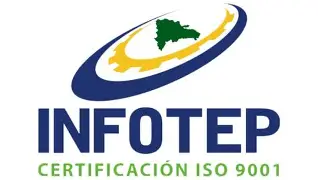 INFOTEP
CERTIFICACIÓN ISO 9001